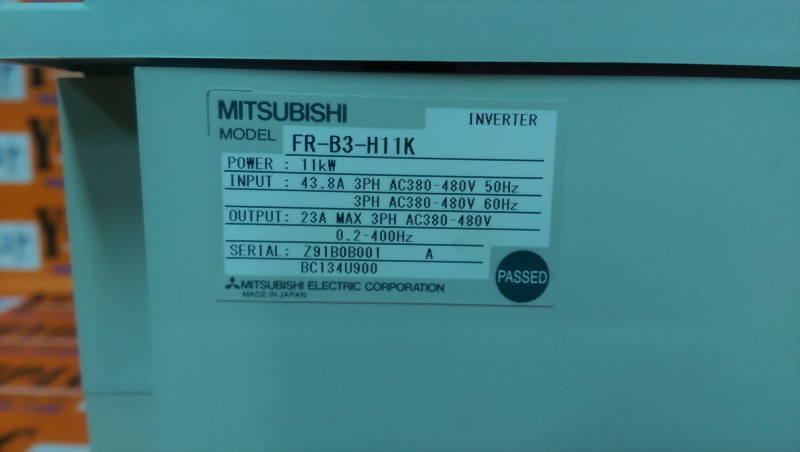 MITSUBISHI
INVERTER
MODEL FR-B3-H11K
POWER : 11kW
INPUT : 43.8A 3PH AC380-480V 50Hz
3PH AC380-480V 60Hz
OUTPUT: 23A MAX 3PH AC380-480V
0.2-400Hz
SERIAL: Z91B0B001 A
BC134U900
PASSED
MITSUBISHI ELECTRIC CORPORATION
MADE IN JAPAN